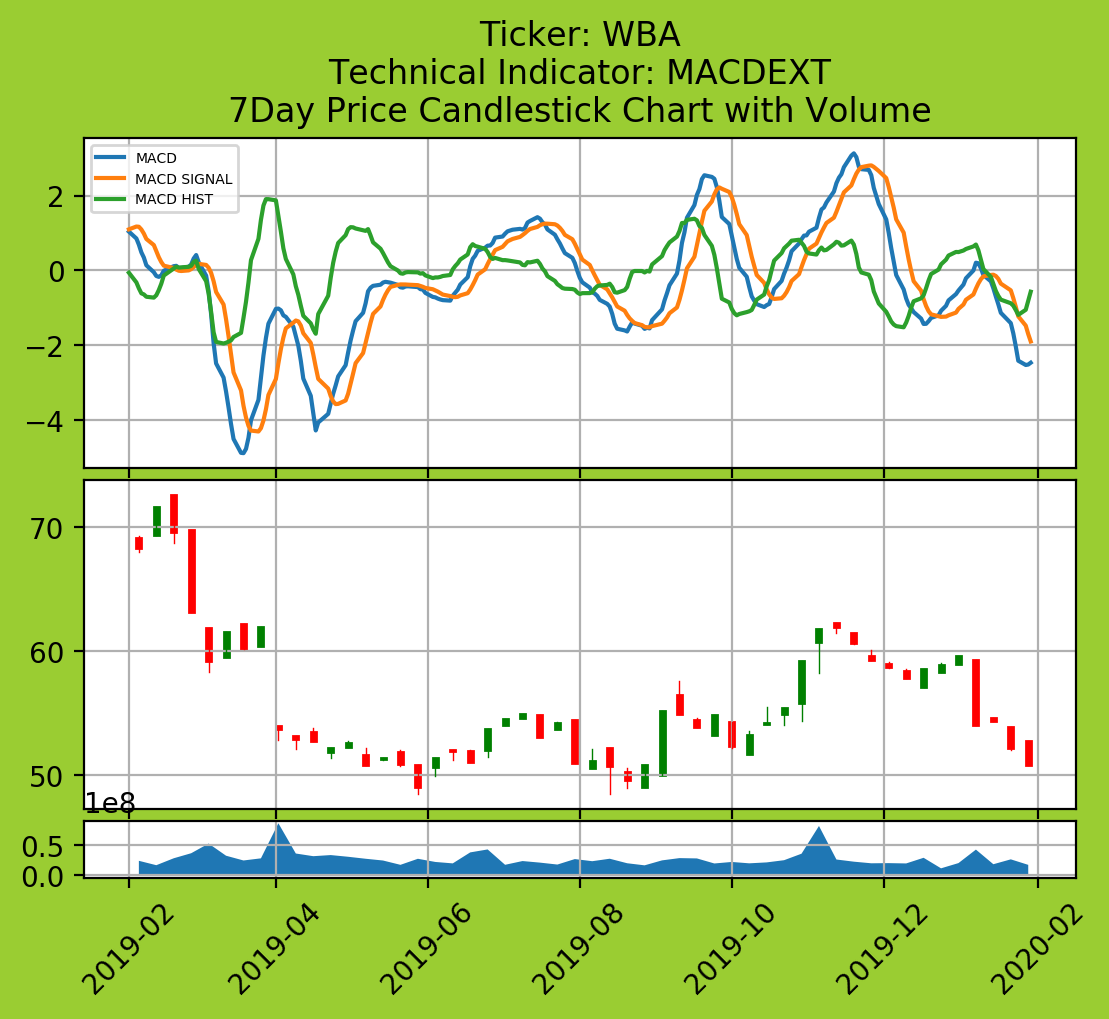 Ticker: WBA
Technical Indicator: MACDEXT
7Day Price Candlestick Chart with Volume
MACD
MACD SIGNAL
MACD HIST
2
0
−2
−4
70
60
50
1e8
0.5
0.0
2019-02
2019-04
2019-06
2019-08
2019-10
2019-12
2020-02